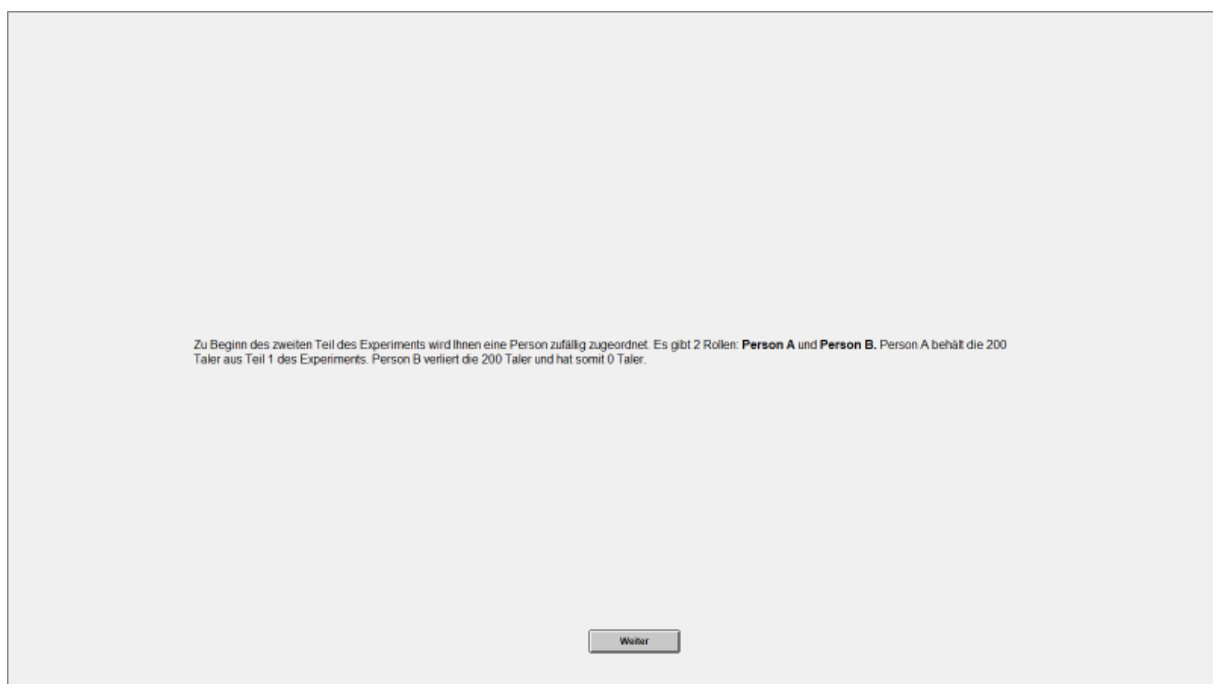 Zu Beginn des zweiten Teil des Experiments wird Ihnen eine Person zufällig zugeordnet. Es gibt 2 Rollen: Person A und Person B. Person A behält die 200
Taler aus Teil 1 des Experiments. Person B verliert die 200 Taler und hat somit 0 Taler.
Weiter